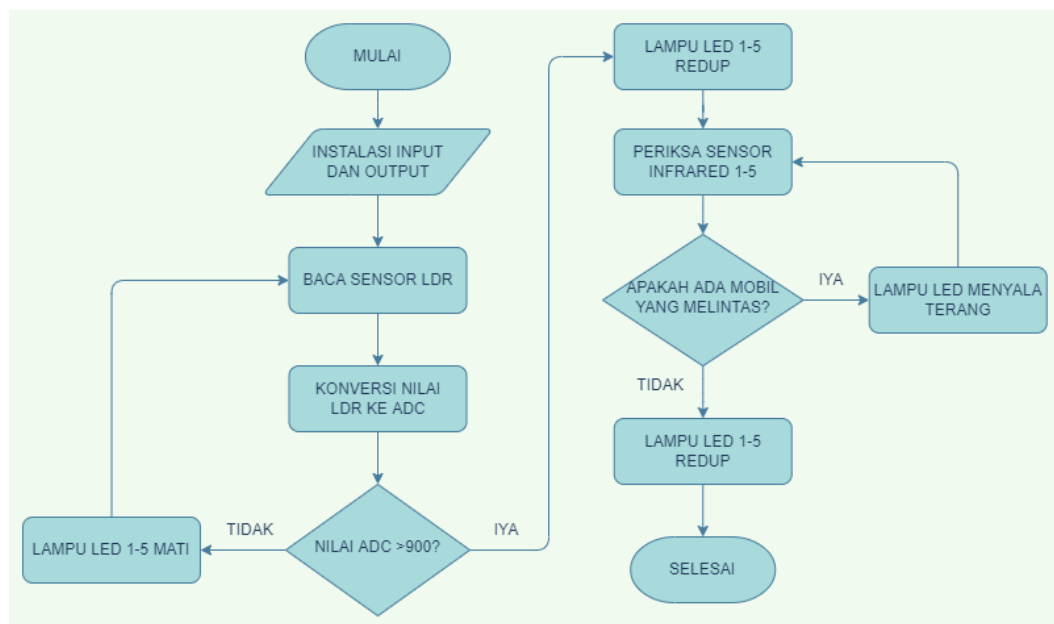 MULAI
INSTALASI INPUT
DAN OUTPUT
BACA SENSOR LDR
KONVERSI NILAI
LDR KE ADC
NILAI ADC >900?
TIDAK
LAMPU LED 1-5 MATI
IYA
LAMPU LED 1-5
REDUP
PERIKSA SENSOR
INFRARED 1-5
APAKAH ADA MOBIL
YANG MELINTAS?
IYA
LAMPU LED MENYALA
TERANG
TIDAK
LAMPU LED 1-5
REDUP
SELESAI